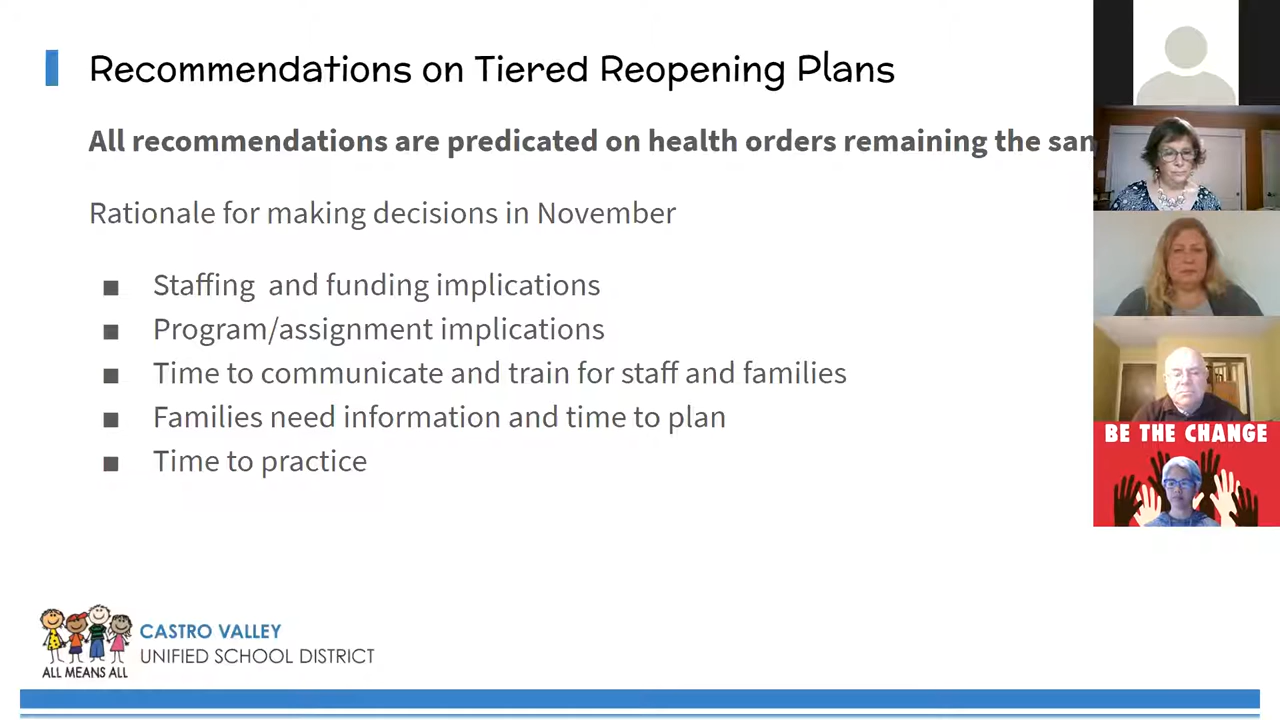 Recommendations on Tiered Reopening Plans
All recommendations are predicated on health orders remaining the
Rationale for making decisions in November
■ Staffing and funding implications
■ Program/assignment implications
■ Time to communicate and train for staff and families
■ Families need information and time to plan
■ Time to practice
BE THE CHANGE
CASTRO VALLEY
UNIFIED SCHOOL DISTRICT
ALL MEANS ALL